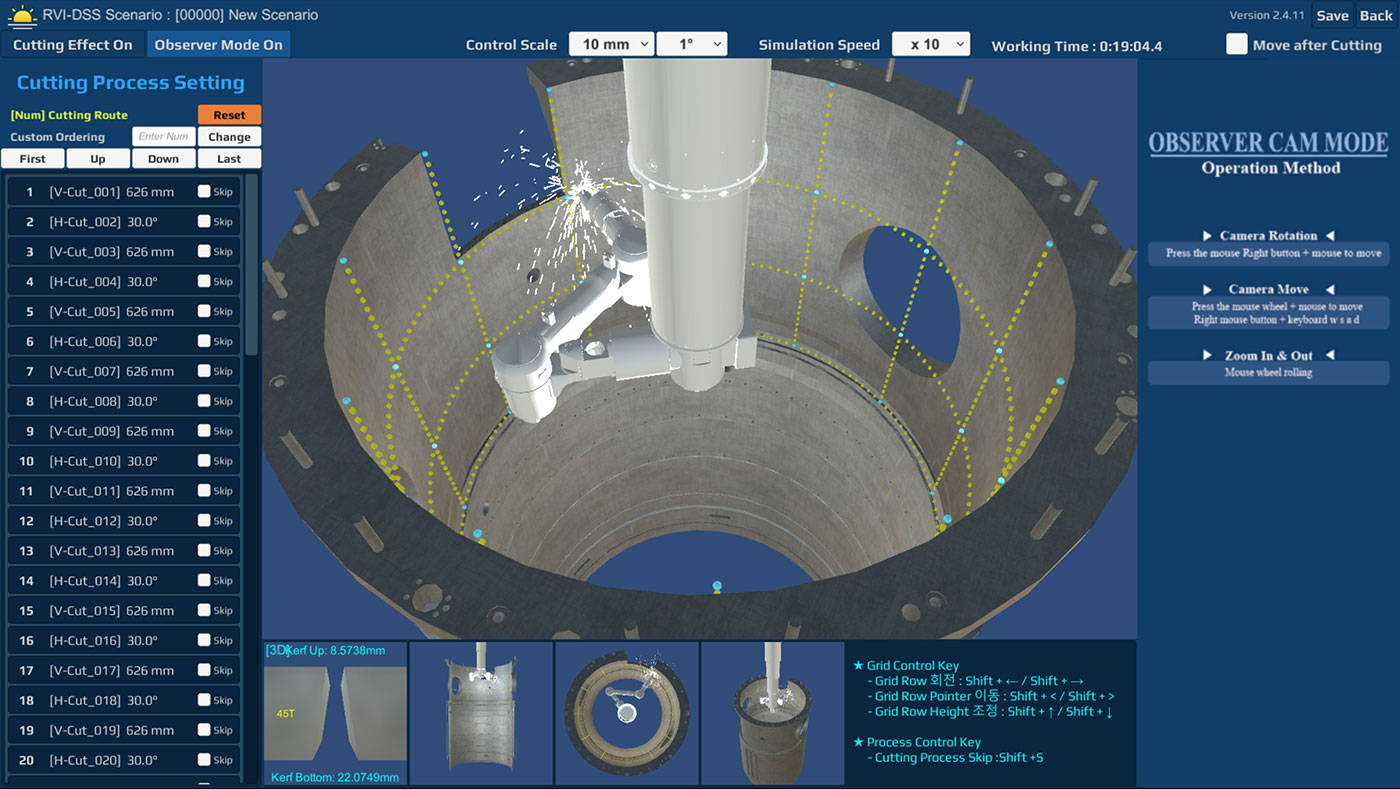 RVI-DSS Scenario : [00000] New Scenario
Version 2.4.11 Save Back
Cutting Effect On Observer Mode On Control Scale 10 mm 1° Simulation Speed x 10 Working Time : 0:19:04.4 Move after Cutting
Cutting Process Setting
[Num] Cutting Route Reset
Custom Ordering Enter Num Change
First Up Down Last
1 [V-Cut_001] 626 mm Skip
2 [H-Cut_002] 30.0° Skip
3 [V-Cut_003] 626 mm Skip
4 [H-Cut_004] 30.0° Skip
5 [V-Cut_005] 626 mm Skip
6 [H-Cut_006] 30.0° Skip
7 [V-Cut_007] 626 mm Skip
8 [H-Cut_008] 30.0° Skip
9 [V-Cut_009] 626 mm Skip
10 [H-Cut_010] 30.0° Skip
11 [V-Cut_011] 626 mm Skip
12 [H-Cut_012] 30.0° Skip
13 [V-Cut_013] 626 mm Skip
14 [H-Cut_014] 30.0° Skip
15 [V-Cut_015] 626 mm Skip
16 [H-Cut_016] 30.0° Skip
17 [V-Cut_017] 626 mm Skip
18 [H-Cut_018] 30.0° Skip
19 [V-Cut_019] 626 mm Skip
20 [H-Cut_020] 30.0° Skip
[3D] Kerf Up: 8.5738mm
45T
Kerf Bottom: 22.0749mm
★ Grid Control Key
- Grid Row 회전 : Shift + ← / Shift + →
- Grid Row Pointer 이동 : Shift + < / Shift + >
- Grid Row Height 조정 : Shift + ↑ / Shift + ↓
★ Process Control Key
- Cutting Process Skip :Shift +S
OBSERVER CAM MODE
Operation Method
▶ Camera Rotation ◀
Press the mouse Right button + mouse to move
▶ Camera Move ◀
Press the mouse wheel + mouse to move
Right mouse button + keyboard w s a d
▶ Zoom In & Out ◀
Mouse wheel rolling